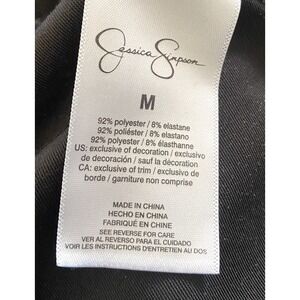 Jessica Simpson
M
92% polyester / 8% elastane
92% poliéster / 8% elastano
92% polyester / 8% élasthanne
US: exclusive of decoration / exclusivo
de decoración / sauf la décoration
CA: exclusive of trim / exclusivo de
borde / garniture non comprise
MADE IN CHINA
HECHO EN CHINA
FABRIQUÉ EN CHINE
SEE REVERSE FOR CARE
VER AL REVERSO PARA EL CUIDADO
VOIR LES INSTRUCTIONS D'ENTRETIEN AU DOS